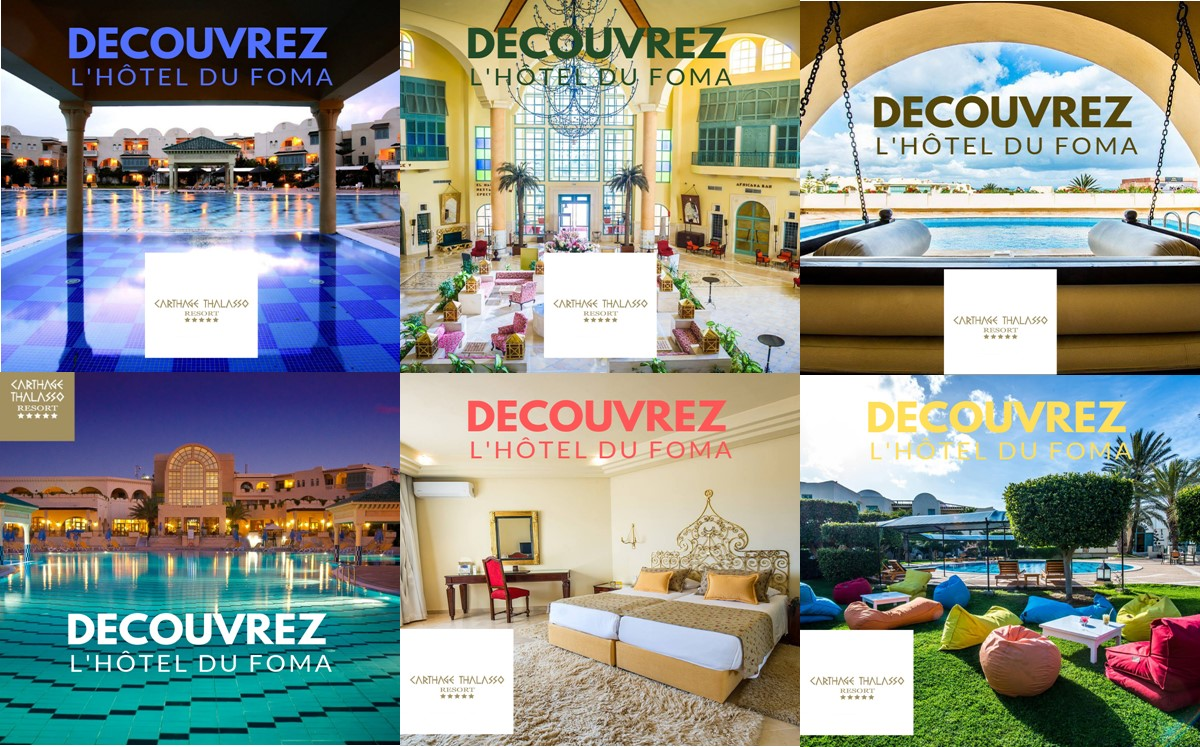 DECOUVREZ
L'HÔTEL DU FOMA
CARTHAGE THALASSO
RESORT
DECOUVREZ
L'HÔTEL DU FOMA
AFRICANA BAR
CARTHAGE THALASSO
RESORT
DECOUVREZ
L'HÔTEL DU FOMA
CARTHAGE THALASSO
RESORT
CARTHAGE
THALASSO
RESORT
DECOUVREZ
L'HÔTEL DU FOMA
DECOUVREZ
L'HÔTEL DU FOMA
CARTHAGE THALASSO
RESORT
DECOUVREZ
L'HÔTEL DU FOMA
CARTHAGE THALASSO
RESORT